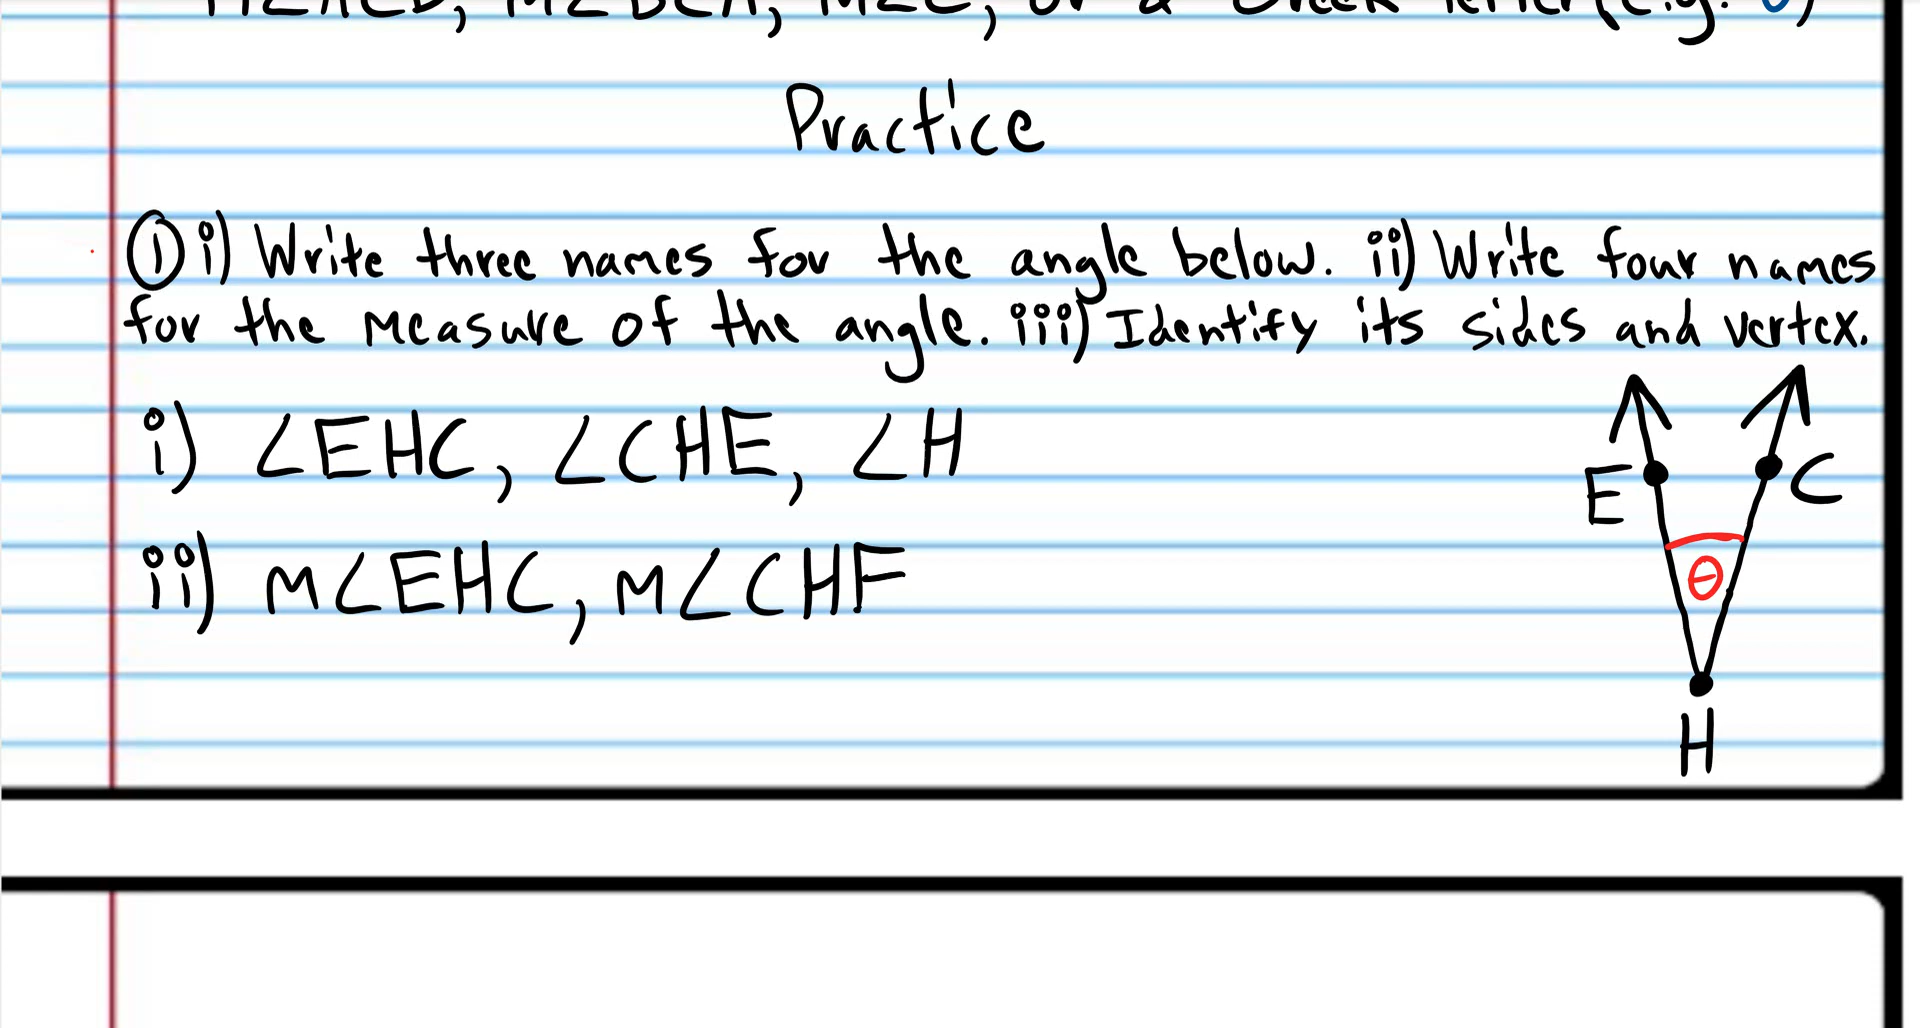 Practice
① i) Write three names for the angle below. ii) Write four names
for the measure of the angle. iii) Identify its sides and vertex.
i) ∠EHC, ∠CHE, ∠H
ii) m∠EHC, m∠CHF
E
C
θ
H